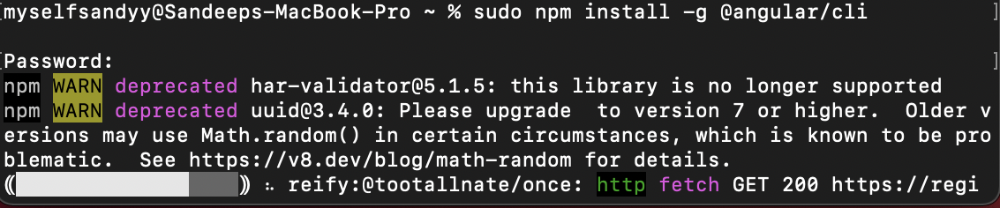 [myselfsandyy@Sandeeps-MacBook-Pro ~ % sudo npm install -g @angular/cli ]

[Password: ]
npm WARN deprecated har-validator@5.1.5: this library is no longer supported
npm WARN deprecated uuid@3.4.0: Please upgrade  to version 7 or higher.  Older v
ersions may use Math.random() in certain circumstances, which is known to be pro
blematic.  See https://v8.dev/blog/math-random for details.
(██████████████████) ⠦ reify:@tootallnate/once: http fetch GET 200 https://regi